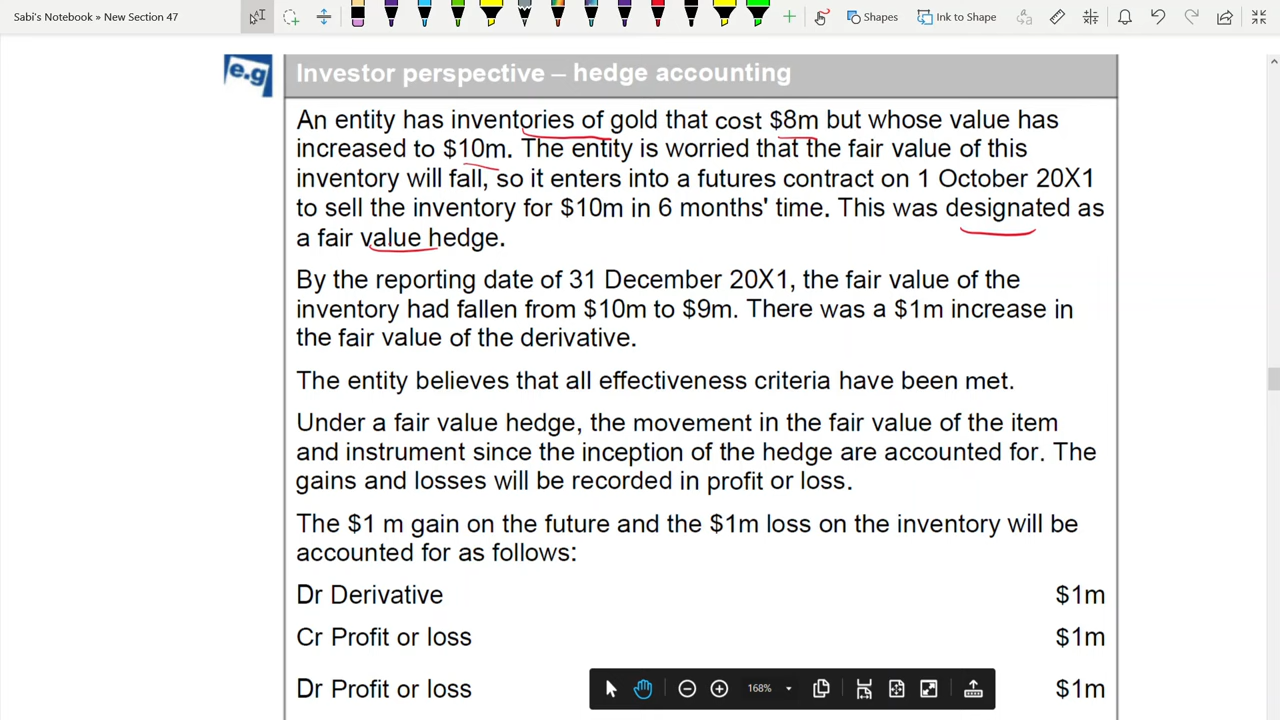 Sabi's Notebook » New Section 47
Shapes
Ink to Shape
e.g
Investor perspective – hedge accounting
An entity has inventories of gold that cost $8m but whose value has
increased to $10m. The entity is worried that the fair value of this
inventory will fall, so it enters into a futures contract on 1 October 20X1
to sell the inventory for $10m in 6 months' time. This was designated as
a fair value hedge.
By the reporting date of 31 December 20X1, the fair value of the
inventory had fallen from $10m to $9m. There was a $1m increase in
the fair value of the derivative.
The entity believes that all effectiveness criteria have been met.
Under a fair value hedge, the movement in the fair value of the item
and instrument since the inception of the hedge are accounted for. The
gains and losses will be recorded in profit or loss.
The $1 m gain on the future and the $1m loss on the inventory will be
accounted for as follows:
Dr Derivative $1m
Cr Profit or loss $1m
Dr Profit or loss $1m
168%